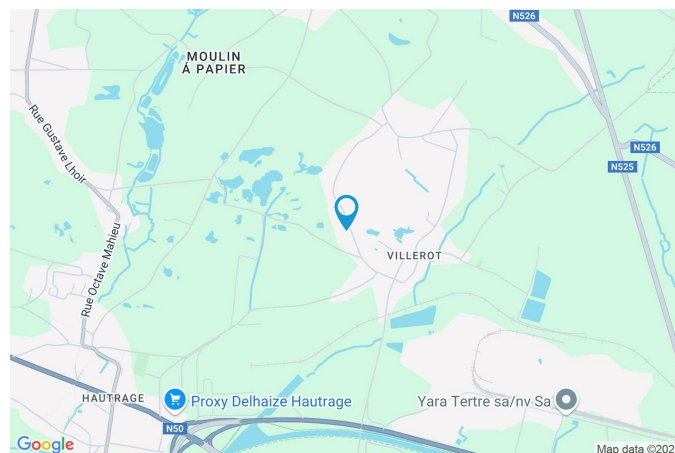 N526
MOULIN
Á PAPIER
Rue Gustave Lhoir
N526
N525
Rue Octave Mahieu
VILLEROT
HAUTRAGE
Proxy Delhaize Hautrage
Yara Tertre sa/nv Sa
N50
Google
Map data ©202